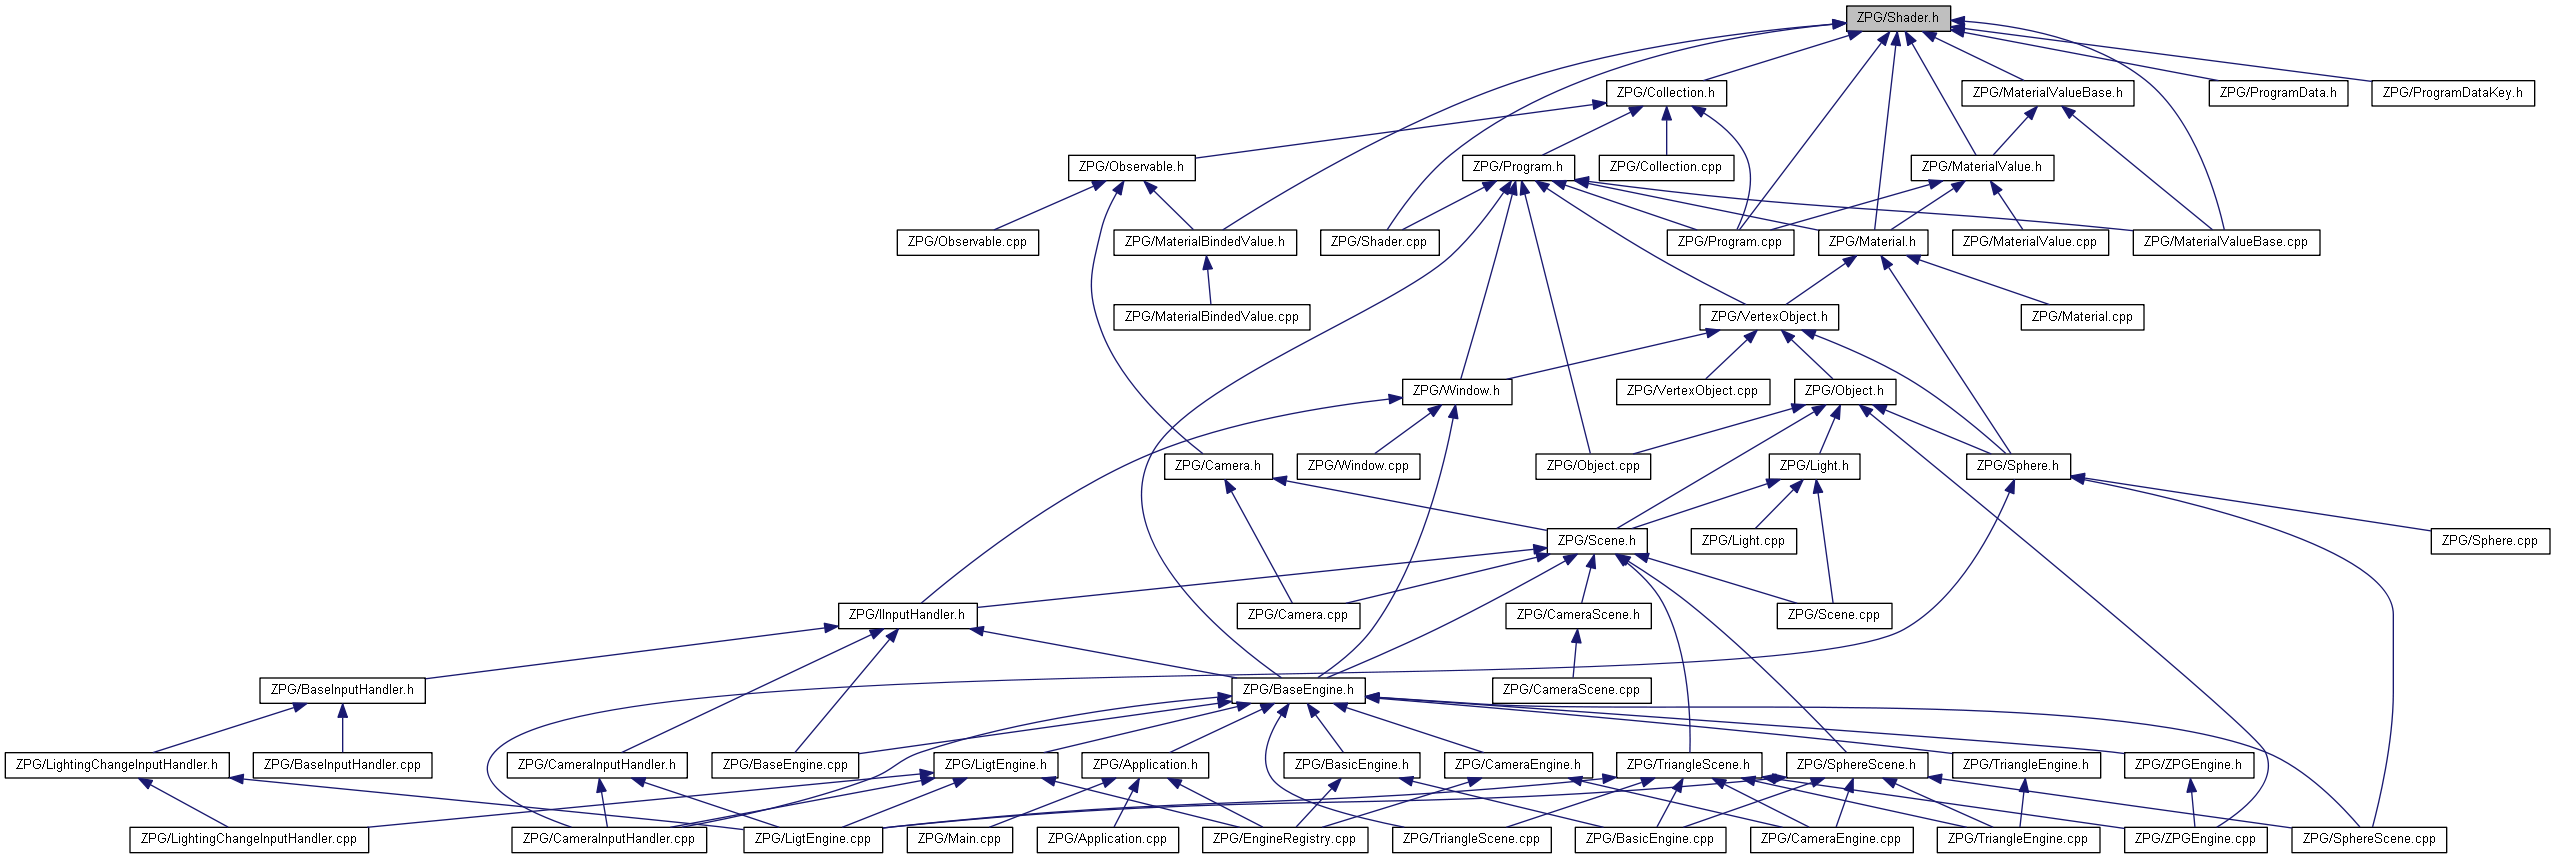 ZPG/Shader.h
ZPG/Collection.h
ZPG/MaterialValueBase.h
ZPG/ProgramData.h
ZPG/ProgramDataKey.h
ZPG/Observable.h
ZPG/Program.h
ZPG/Collection.cpp
ZPG/MaterialValue.h
ZPG/Observable.cpp
ZPG/MaterialBindedValue.h
ZPG/Shader.cpp
ZPG/Program.cpp
ZPG/Material.h
ZPG/MaterialValue.cpp
ZPG/MaterialValueBase.cpp
ZPG/MaterialBindedValue.cpp
ZPG/VertexObject.h
ZPG/Material.cpp
ZPG/Window.h
ZPG/VertexObject.cpp
ZPG/Object.h
ZPG/Camera.h
ZPG/Window.cpp
ZPG/Object.cpp
ZPG/Light.h
ZPG/Sphere.h
ZPG/Scene.h
ZPG/Light.cpp
ZPG/Sphere.cpp
ZPG/IInputHandler.h
ZPG/Camera.cpp
ZPG/CameraScene.h
ZPG/Scene.cpp
ZPG/BaseInputHandler.h
ZPG/BaseEngine.h
ZPG/CameraScene.cpp
ZPG/LightingChangeInputHandler.h
ZPG/BaseInputHandler.cpp
ZPG/CameraInputHandler.h
ZPG/BaseEngine.cpp
ZPG/LigtEngine.h
ZPG/Application.h
ZPG/BasicEngine.h
ZPG/CameraEngine.h
ZPG/TriangleScene.h
ZPG/SphereScene.h
ZPG/TriangleEngine.h
ZPG/ZPGEngine.h
ZPG/LightingChangeInputHandler.cpp
ZPG/CameraInputHandler.cpp
ZPG/LigtEngine.cpp
ZPG/Main.cpp
ZPG/Application.cpp
ZPG/EngineRegistry.cpp
ZPG/TriangleScene.cpp
ZPG/BasicEngine.cpp
ZPG/CameraEngine.cpp
ZPG/TriangleEngine.cpp
ZPG/ZPGEngine.cpp
ZPG/SphereScene.cpp